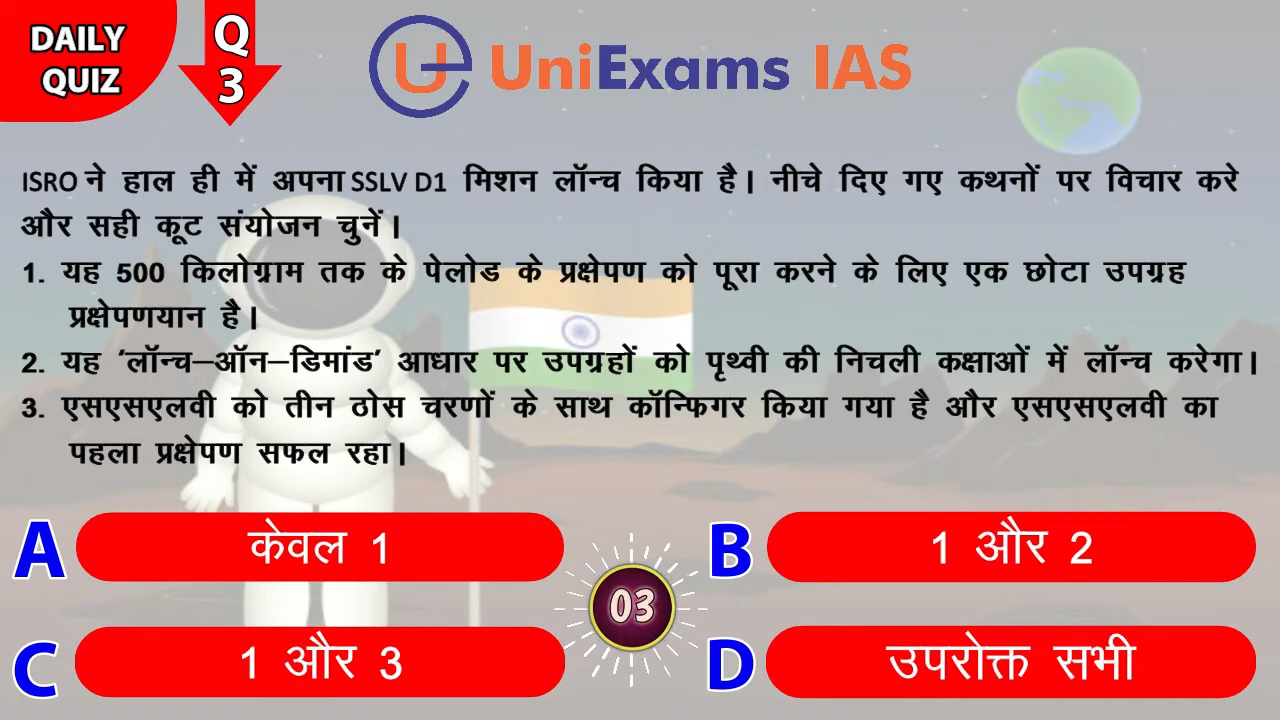 DAILY
QUIZ
Q
3
UniExams IAS
ISRO ने हाल ही में अपना SSLV D1 मिशन लॉन्च किया है। नीचे दिए गए कथनों पर विचार करे
और सही कूट संयोजन चुनें।
1. यह 500 किलोग्राम तक के पेलोड के प्रक्षेपण को पूरा करने के लिए एक छोटा उपग्रह
प्रक्षेपणयान है।
2. यह 'लॉन्च–ऑन–डिमांड' आधार पर उपग्रहों को पृथ्वी की निचली कक्षाओं में लॉन्च करेगा।
3. एसएसएलवी को तीन ठोस चरणों के साथ कॉन्फिगर किया गया है और एसएसएलवी का
पहला प्रक्षेपण सफल रहा।
A केवल 1
B 1 और 2
03
C 1 और 3
D उपरोक्त सभी